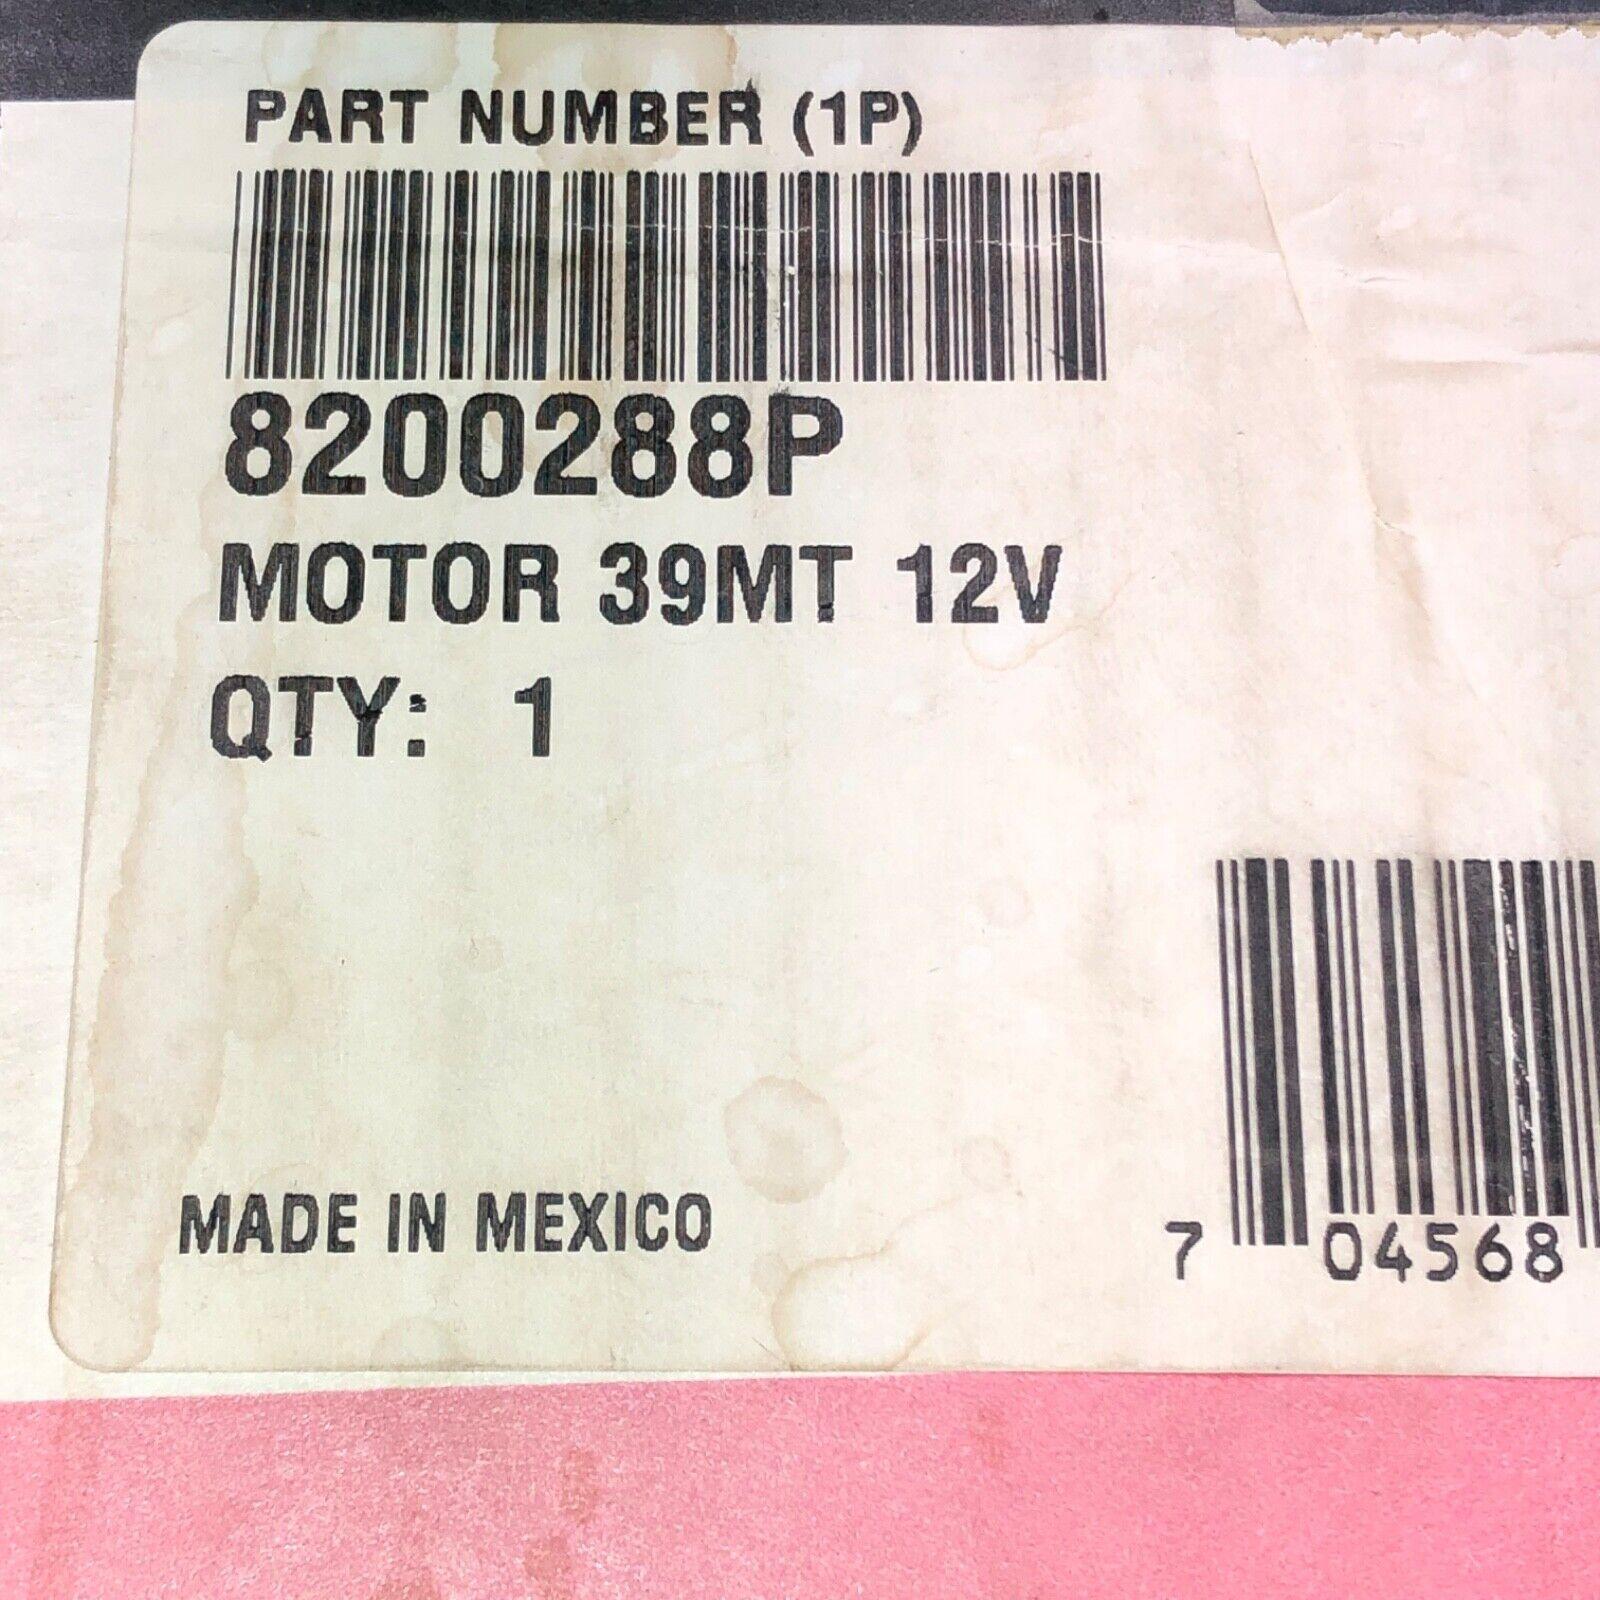 PART NUMBER (1P)
8200288P
MOTOR 39MT 12V
QTY: 1
MADE IN MEXICO
7 04568